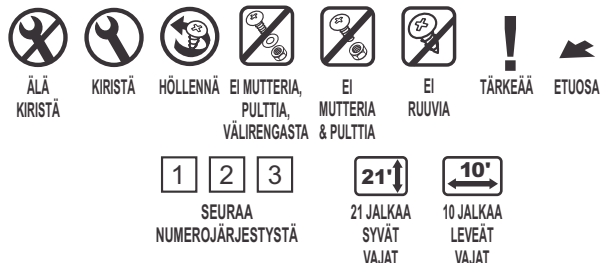 ÄLÄ
KIRISTÄ
KIRISTÄ
HÖLLENNÄ
EI MUTTERIA,
PULTTIA,
VÄLIRENGASTA
EI
MUTTERIA
& PULTTIA
EI
RUUVIA
TÄRKEÄÄ
ETUOSA
1 2 3
SEURAA
NUMEROJÄRJESTYSTÄ
21'
21 JALKAA
SYVÄT
VAJAT
10'
10 JALKAA
LEVEÄT
VAJAT